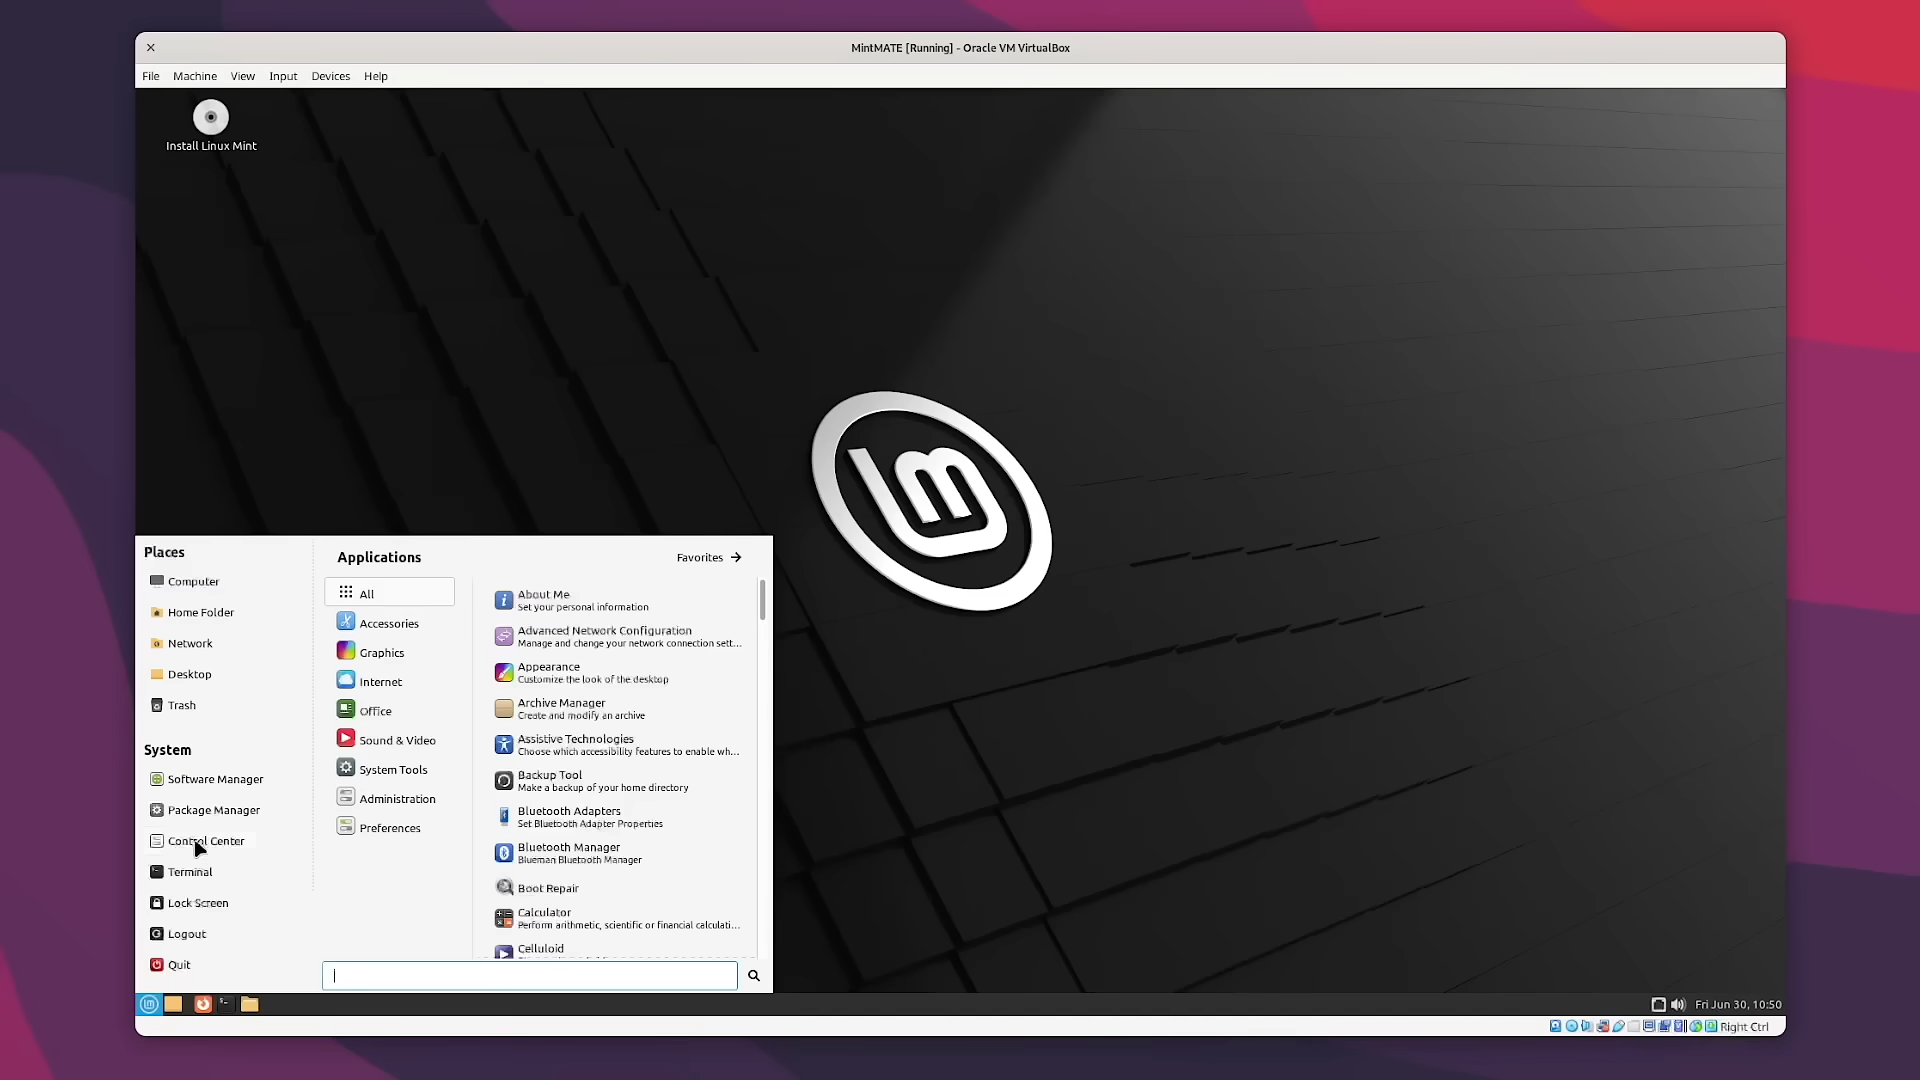 MintMATE [Running] - Oracle VM VirtualBox
File Machine View Input Devices Help
Install Linux Mint
Places
Computer
Home Folder
Network
Desktop
Trash
System
Software Manager
Package Manager
Control Center
Terminal
Lock Screen
Logout
Quit
Applications
Favorites
All
Accessories
Graphics
Internet
Office
Sound & Video
System Tools
Administration
Preferences
About Me
Set your personal information
Advanced Network Configuration
Manage and change your network connection sett...
Appearance
Customize the look of the desktop
Archive Manager
Create and modify an archive
Assistive Technologies
Choose which accessibility features to enable wh...
Backup Tool
Make a backup of your home directory
Bluetooth Adapters
Set Bluetooth Adapter Properties
Bluetooth Manager
Blueman Bluetooth Manager
Boot Repair
Calculator
Perform arithmetic, scientific or financial calculati...
Celluloid
Fri Jun 30, 10:50
Right Ctrl